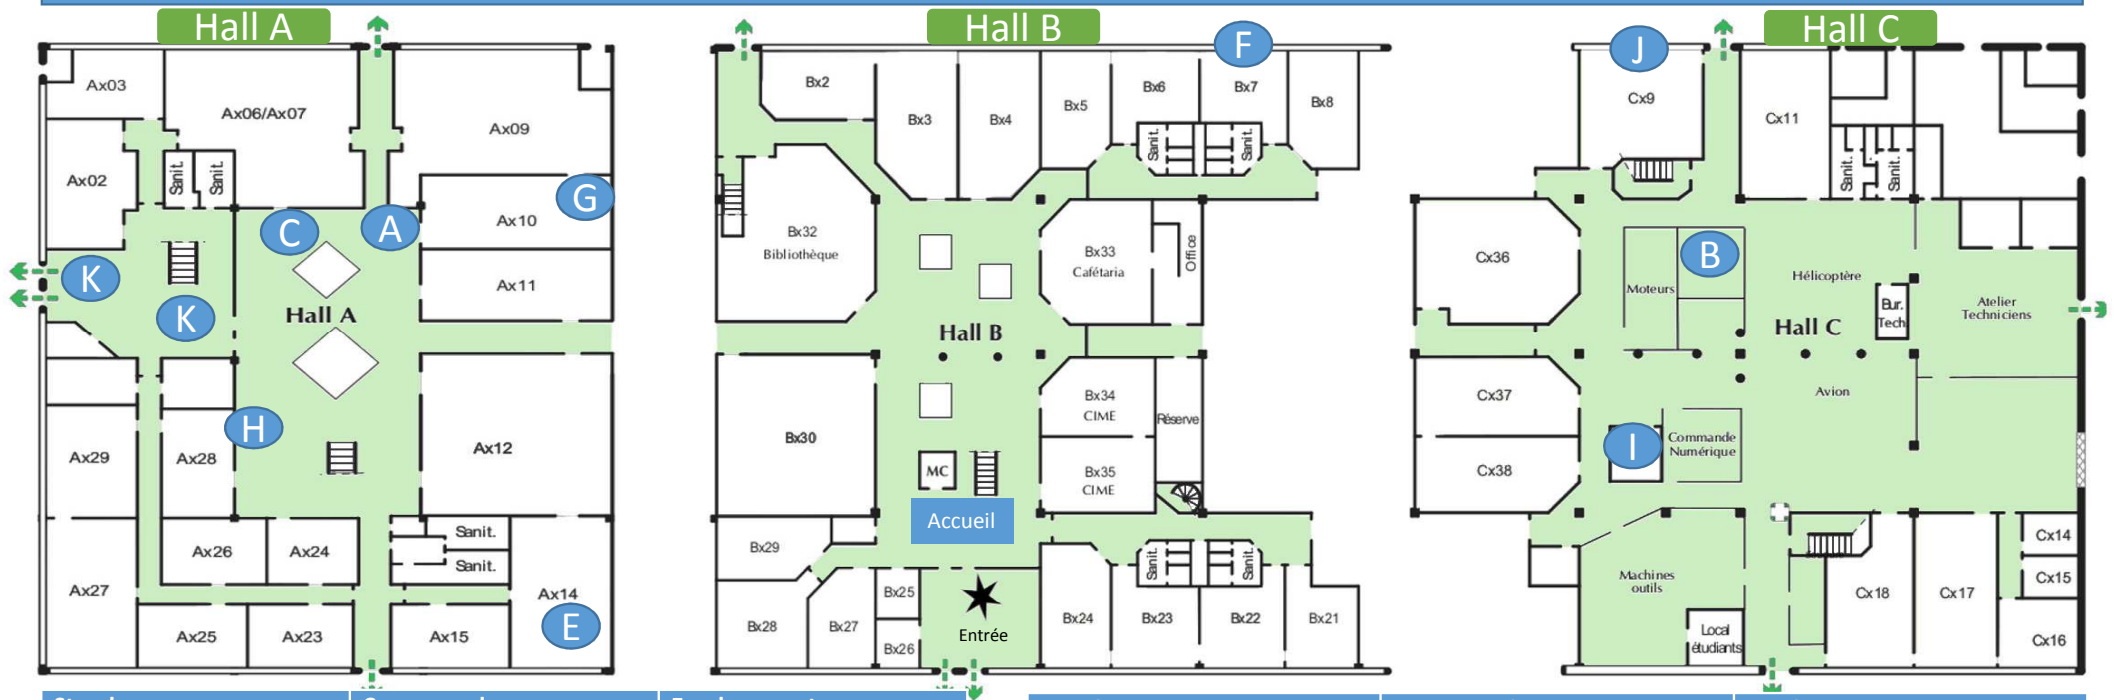 Hall A
Hall B
Hall C
Ax03
Ax06/Ax07
Ax09
Ax02
Sanit.
Sanit.
Ax10
G
C
A
K
K
Hall A
Ax11
H
Ax29
Ax28
Ax12
Ax26
Ax24
Sanit.
Sanit.
Ax27
Ax14
Ax25
Ax23
Ax15
E
F
Bx2
Bx3
Bx4
Bx5
Bx6
Bx7
Bx8
Sanit.
Sanit.
Bx32
Bibliothèque
Bx33
Cafétaria
Office
Hall B
Bx30
Bx34
CIME
Réserve
MC
Bx35
CIME
Accueil
Bx29
Sanit.
Sanit.
Bx25
Bx28
Bx27
Bx26
Entrée
Bx24
Bx23
Bx22
Bx21
J
Cx9
Cx11
Sanit.
Sanit.
Cx36
B
Moteurs
Hélicoptère
Bur.
Tech
Atelier
Techniciens
Hall C
Cx37
Avion
Cx38
I
Commande
Numérique
Machines
outils
Local
étudiants
Cx18
Cx17
Cx14
Cx15
Cx16